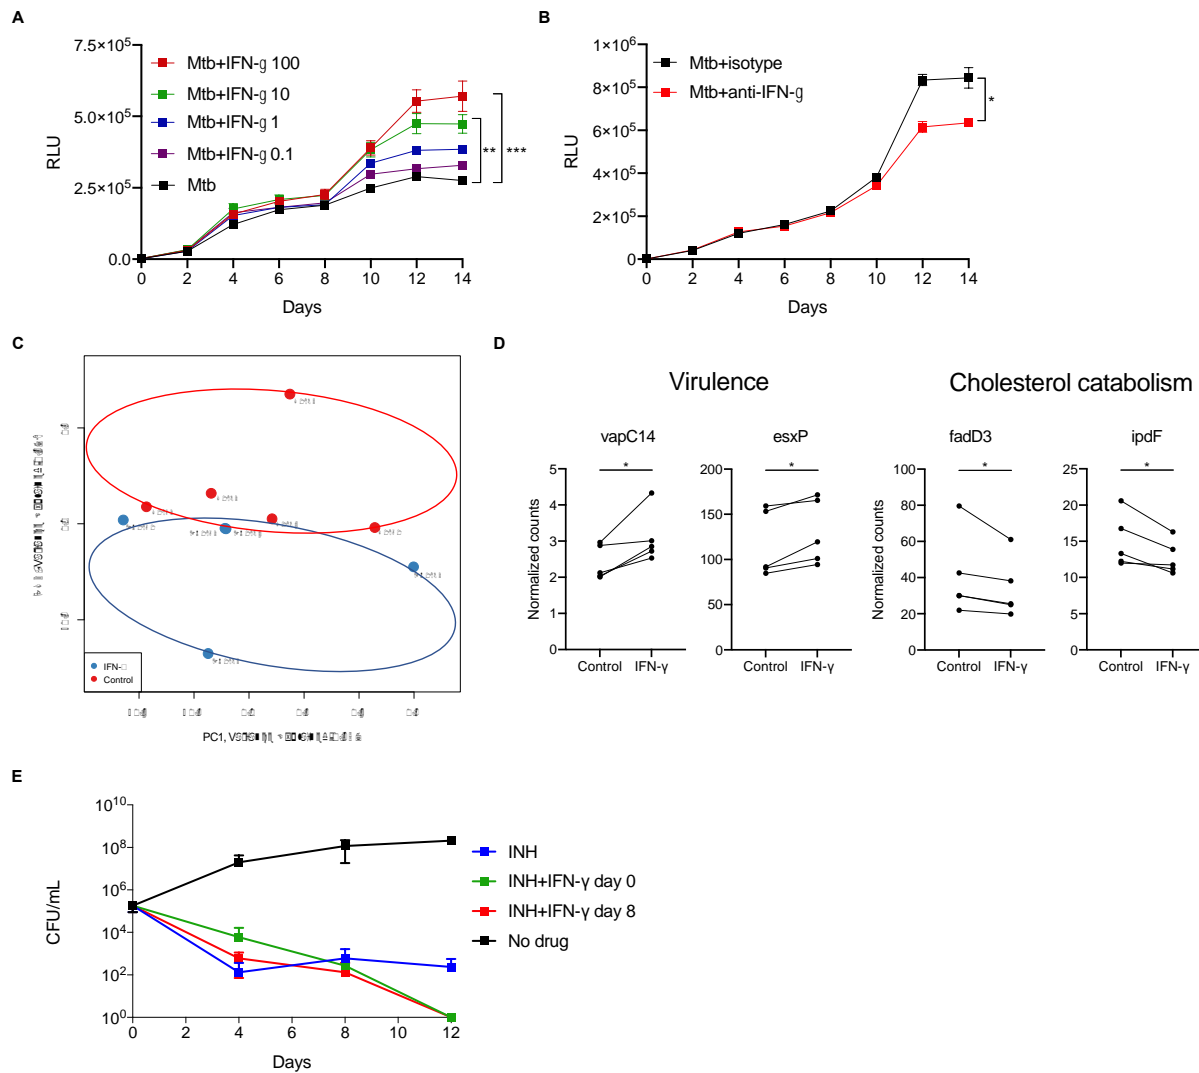 A
7.5×10⁵
5.0×10⁵
2.5×10⁵
0.0
RLU
Mtb+IFN-g 100
Mtb+IFN-g 10
Mtb+IFN-g 1
Mtb+IFN-g 0.1
Mtb
** ***
0 2 4 6 8 10 12 14
Days
B
1×10⁶
8×10⁵
6×10⁵
4×10⁵
2×10⁵
0
RLU
Mtb+isotype
Mtb+anti-IFN-g
*
0 2 4 6 8 10 12 14
Days
C
IFN-
Control
PC1,
D
Virulence
Cholesterol catabolism
vapC14
*
5
4
3
2
1
0
Normalized counts
Control IFN-γ
esxP
*
200
150
100
50
0
Control IFN-γ
fadD3
*
100
80
60
40
20
0
Normalized counts
Control IFN-γ
ipdF
*
25
20
15
10
5
0
Control IFN-γ
E
10¹⁰
10⁸
10⁶
10⁴
10²
10⁰
CFU/mL
INH
INH+IFN-γ day 0
INH+IFN-γ day 8
No drug
0 4 8 12
Days